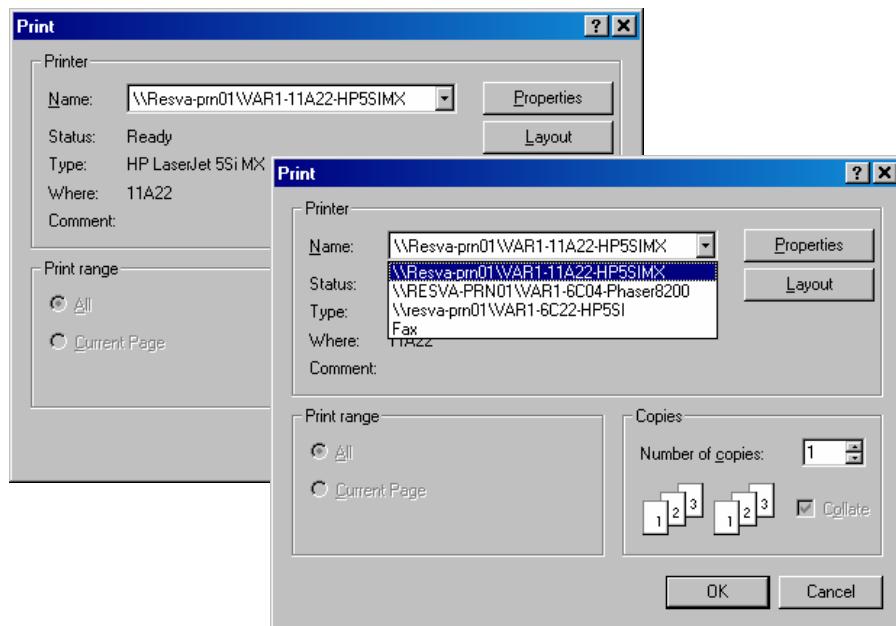 Print
Printer
Name: \\Resva-prn01\VAR1-11A22-HP5SIMX Properties
Status: Ready Layout
Type: HP LaserJet 5Si MX
Where: 11A22
Comment:
Print range
All
Current Page
Print
Printer
Name: \\Resva-prn01\VAR1-11A22-HP5SIMX Properties
\\Resva-prn01\VAR1-11A22-HP5SIMX
Status: \\RESVA-PRN01\VAR1-6C04-Phaser8200 Layout
Type: \\resva-prn01\VAR1-6C22-HP5SI
Fax
Where: 11A22
Comment:
Print range
All
Current Page
Copies
Number of copies: 1
1 2 3 1 2 3 Collate
OK Cancel